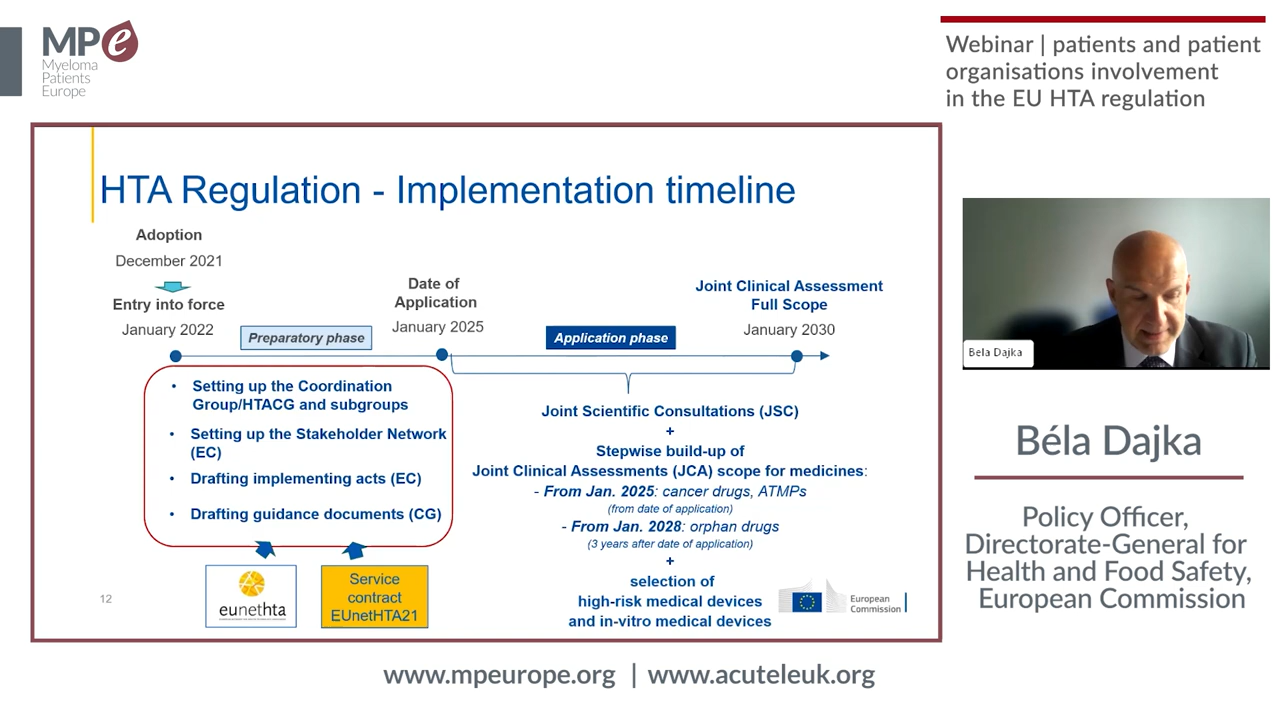 MPe
Myeloma
Patients
Europe
Webinar | patients and patient
organisations involvement
in the EU HTA regulation
HTA Regulation - Implementation timeline
Adoption
December 2021
Entry into force
January 2022
Preparatory phase
Date of
Application
January 2025
Application phase
Joint Clinical Assessment
Full Scope
January 2030
• Setting up the Coordination
Group/HTACG and subgroups
• Setting up the Stakeholder Network
(EC)
• Drafting implementing acts (EC)
• Drafting guidance documents (CG)
eunethta
Service
contract
EUnetHTA21
Joint Scientific Consultations (JSC)
+
Stepwise build-up of
Joint Clinical Assessments (JCA) scope for medicines:
- From Jan. 2025: cancer drugs, ATMPs
(from date of application)
- From Jan. 2028: orphan drugs
(3 years after date of application)
+
selection of
high-risk medical devices
and in-vitro medical devices
European
Commission
12
Bela Dajka
Béla Dajka
Policy Officer,
Directorate-General for
Health and Food Safety,
European Commission
www.mpeurope.org | www.acuteleuk.org